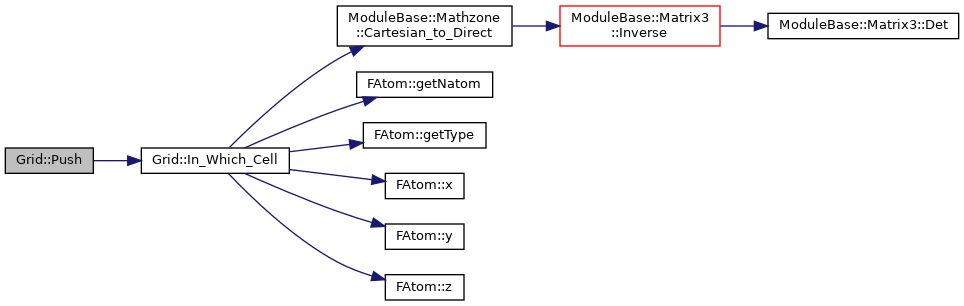 Grid::Push
Grid::In_Which_Cell
ModuleBase::Mathzone
::Cartesian_to_Direct
ModuleBase::Matrix3
::Inverse
ModuleBase::Matrix3::Det
FAtom::getNatom
FAtom::getType
FAtom::x
FAtom::y
FAtom::z